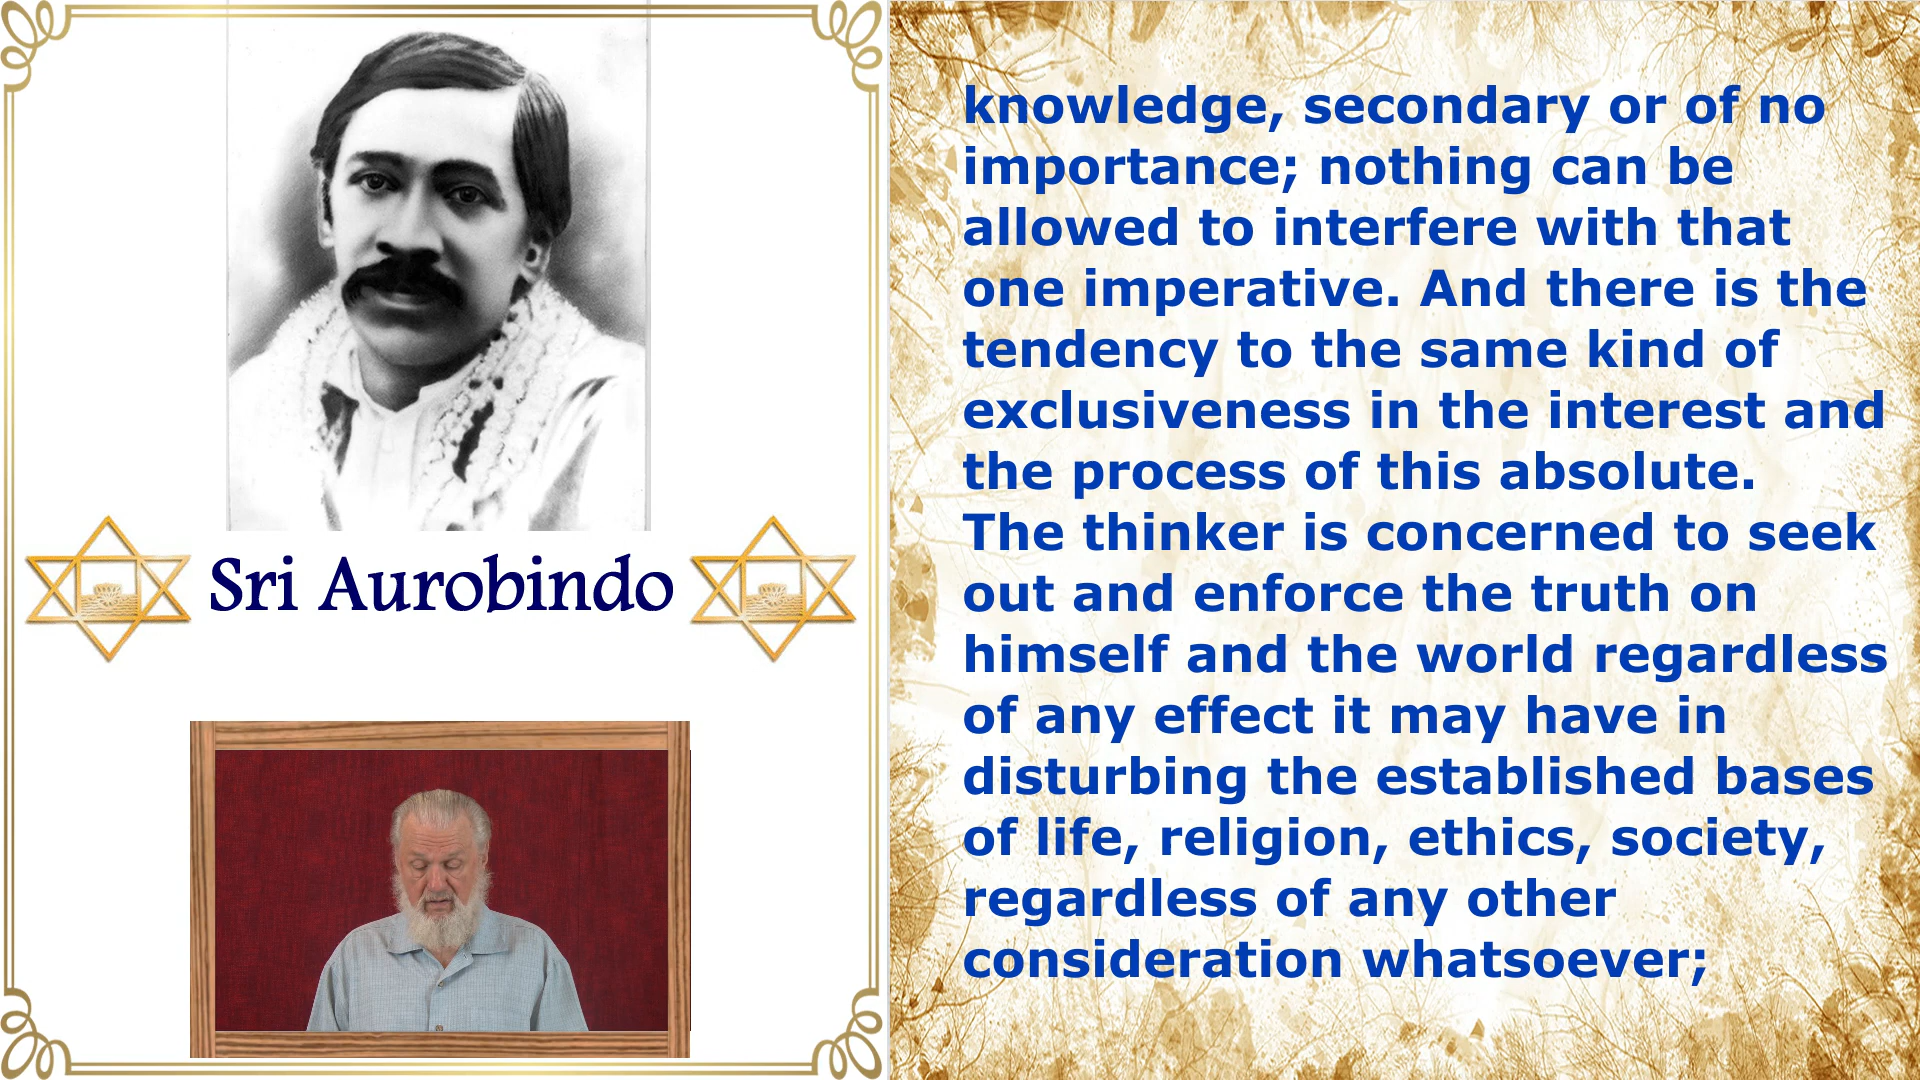 Sri Aurobindo
knowledge, secondary or of no
importance; nothing can be
allowed to interfere with that
one imperative. And there is the
tendency to the same kind of
exclusiveness in the interest and
the process of this absolute.
The thinker is concerned to seek
out and enforce the truth on
himself and the world regardless
of any effect it may have in
disturbing the established bases
of life, religion, ethics, society,
regardless of any other
consideration whatsoever;